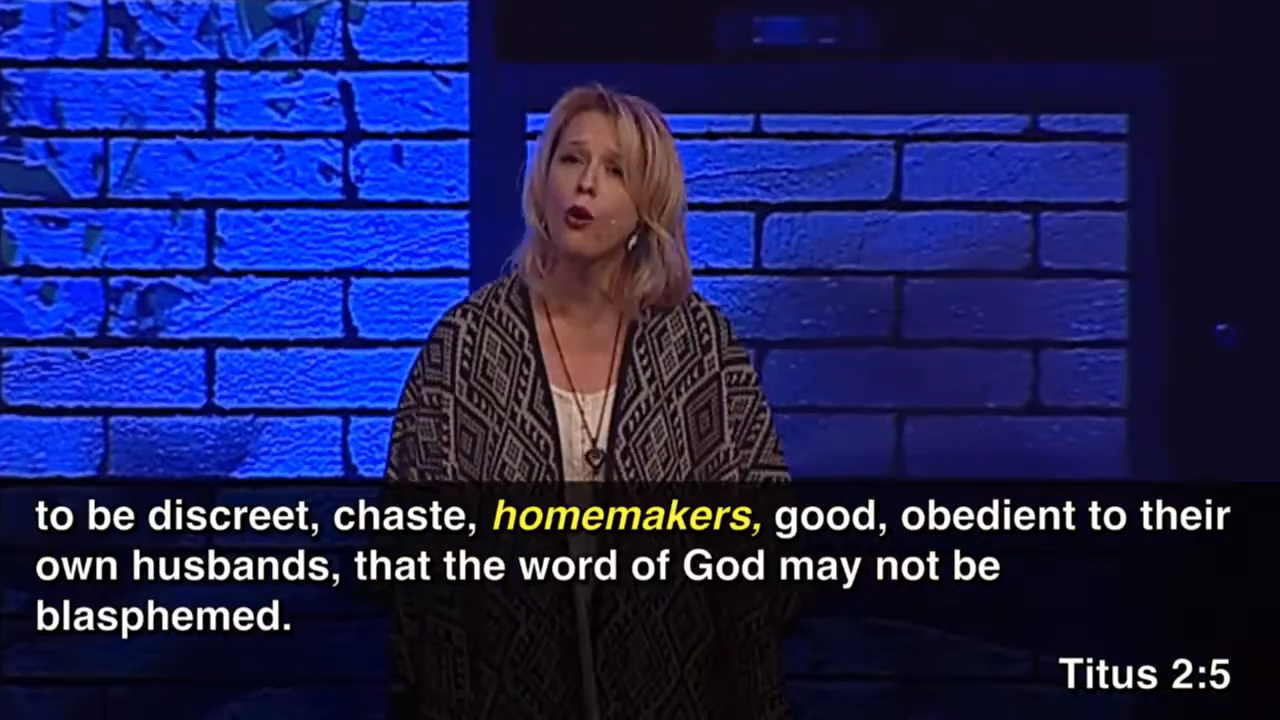 to be discreet, chaste, homemakers, good, obedient to their
own husbands, that the word of God may not be
blasphemed.
Titus 2:5